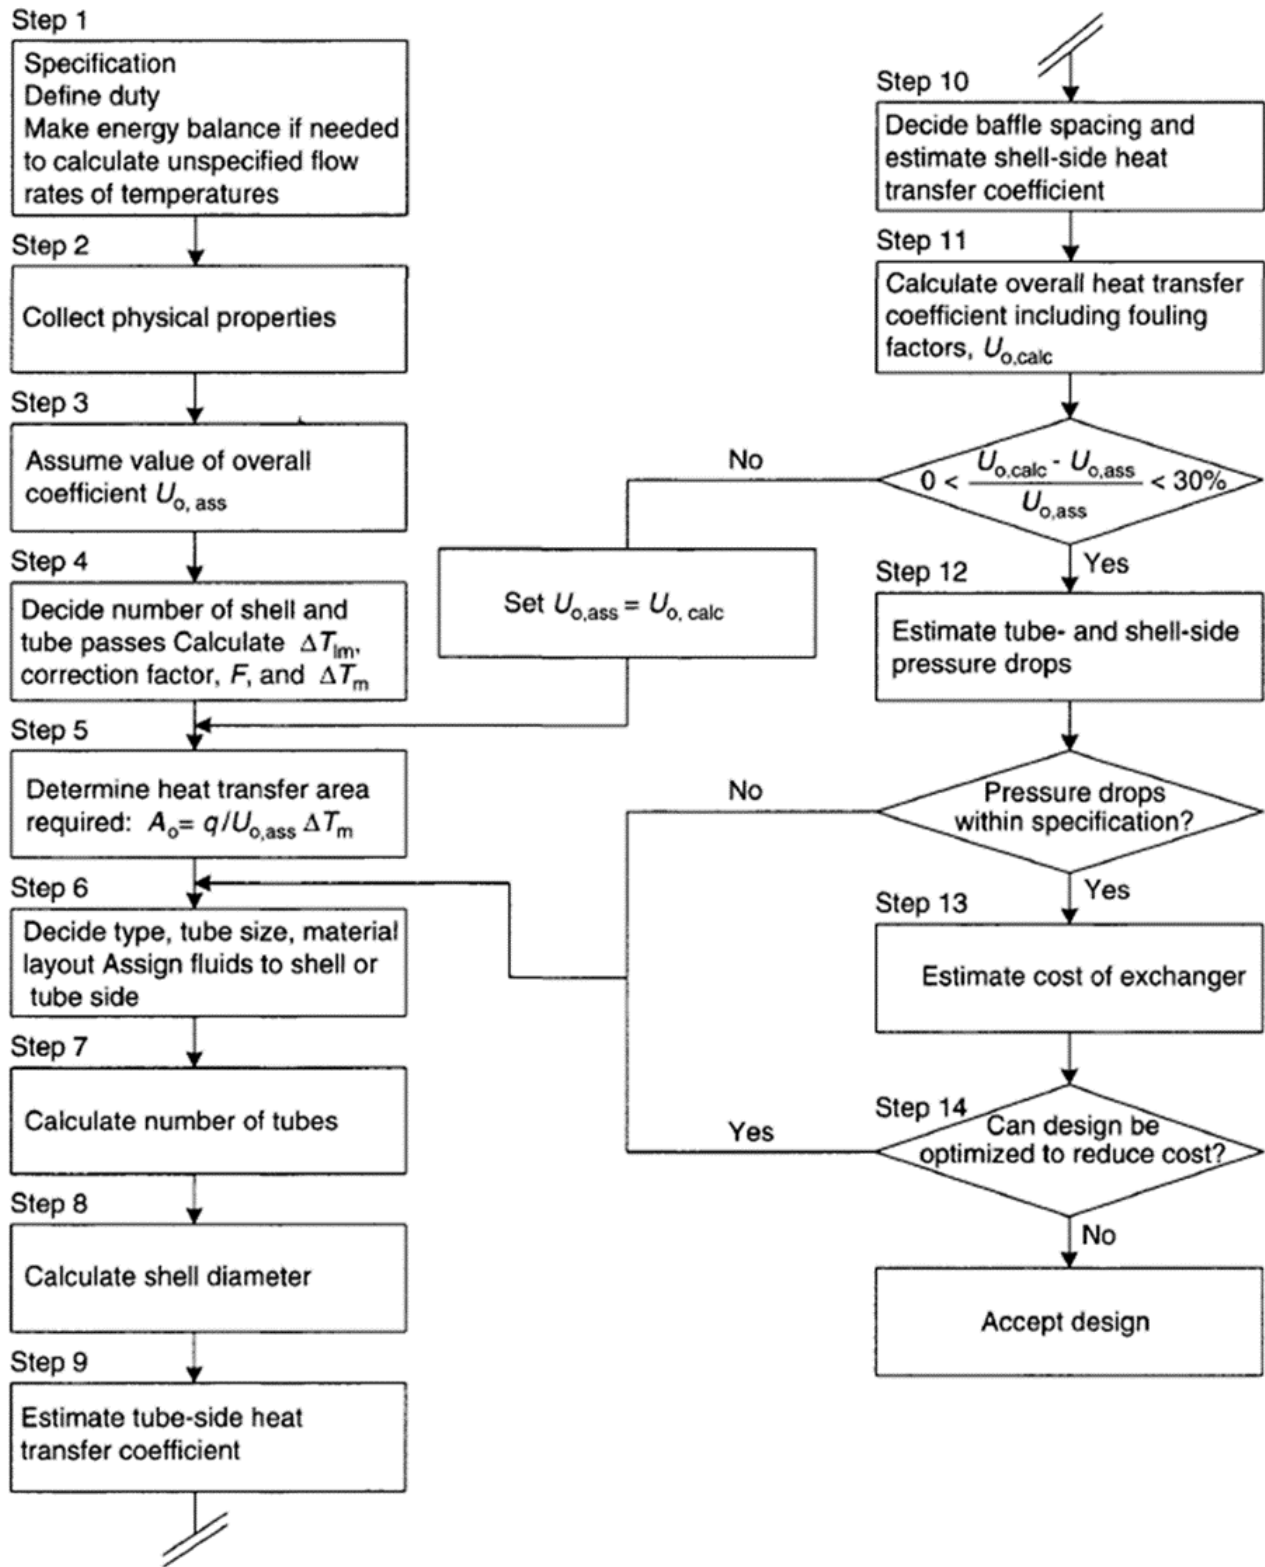 Step 1
Specification
Define duty
Make energy balance if needed
to calculate unspecified flow
rates of temperatures
Step 2
Collect physical properties
Step 3
Assume value of overall
coefficient Uo, ass
Step 4
Decide number of shell and
tube passes Calculate ΔTlm,
correction factor, F, and ΔTm
Step 5
Determine heat transfer area
required: Ao= q/Uo,ass ΔTm
Step 6
Decide type, tube size, material
layout Assign fluids to shell or
tube side
Step 7
Calculate number of tubes
Step 8
Calculate shell diameter
Step 9
Estimate tube-side heat
transfer coefficient
Set Uo,ass = Uo, calc
Step 10
Decide baffle spacing and
estimate shell-side heat
transfer coefficient
Step 11
Calculate overall heat transfer
coefficient including fouling
factors, Uo,calc
No
0 < (Uo,calc - Uo,ass) / Uo,ass < 30%
Yes
Step 12
Estimate tube- and shell-side
pressure drops
No
Pressure drops
within specification?
Yes
Step 13
Estimate cost of exchanger
Step 14
Yes
Can design be
optimized to reduce cost?
No
Accept design